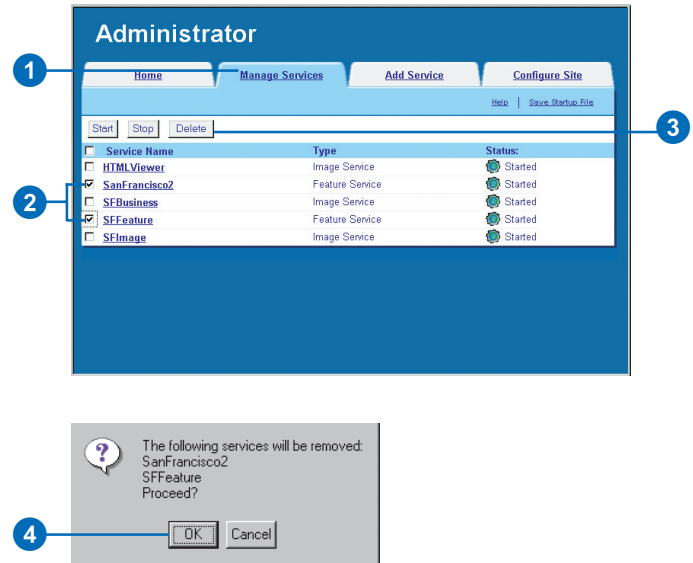 Administrator
1
Home
Manage Services
Add Service
Configure Site
Help | Save Startup File
Start Stop Delete
3
Service Name Type Status:
HTMLViewer Image Service Started
2
SanFrancisco2 Feature Service Started
SFBusiness Image Service Started
SFFeature Feature Service Started
SFImage Image Service Started
?
The following services will be removed:
SanFrancisco2
SFFeature
Proceed?
4
OK Cancel